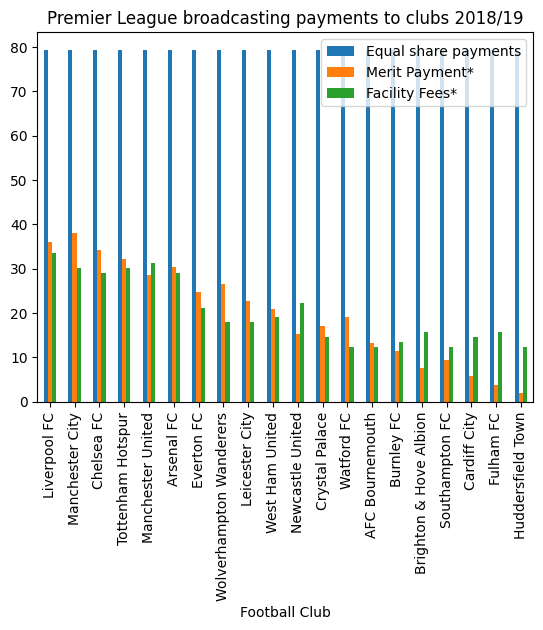 Premier League broadcasting payments to clubs 2018/19
Equal share payments
Merit Payment*
Facility Fees*
80
70
60
50
40
30
20
10
0
Liverpool FC
Manchester City
Chelsea FC
Tottenham Hotspur
Manchester United
Arsenal FC
Everton FC
Wolverhampton Wanderers
Leicester City
West Ham United
Newcastle United
Crystal Palace
Watford FC
AFC Bournemouth
Burnley FC
Brighton & Hove Albion
Southampton FC
Cardiff City
Fulham FC
Huddersfield Town
Football Club